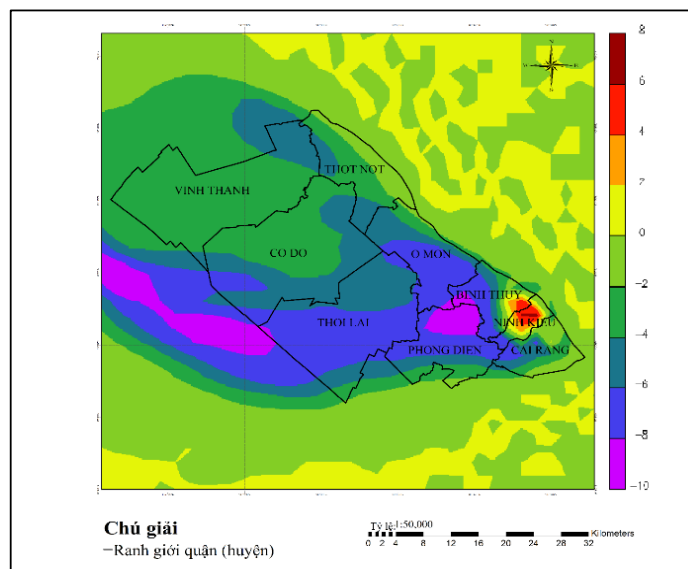 8
6
4
2
0
−2
−4
−6
−8
−10
N
THOT NOT
VINH THANH
CO DO
O MON
BINH THUY
NINH KIEU
THOI LAI
PHONG DIEN
CAI RANG
Chú giải
Tỷ lệ: 1:50,000
Kilometers
0 2 4 8 12 16 20 24 28 32
−Ranh giới quận (huyện)